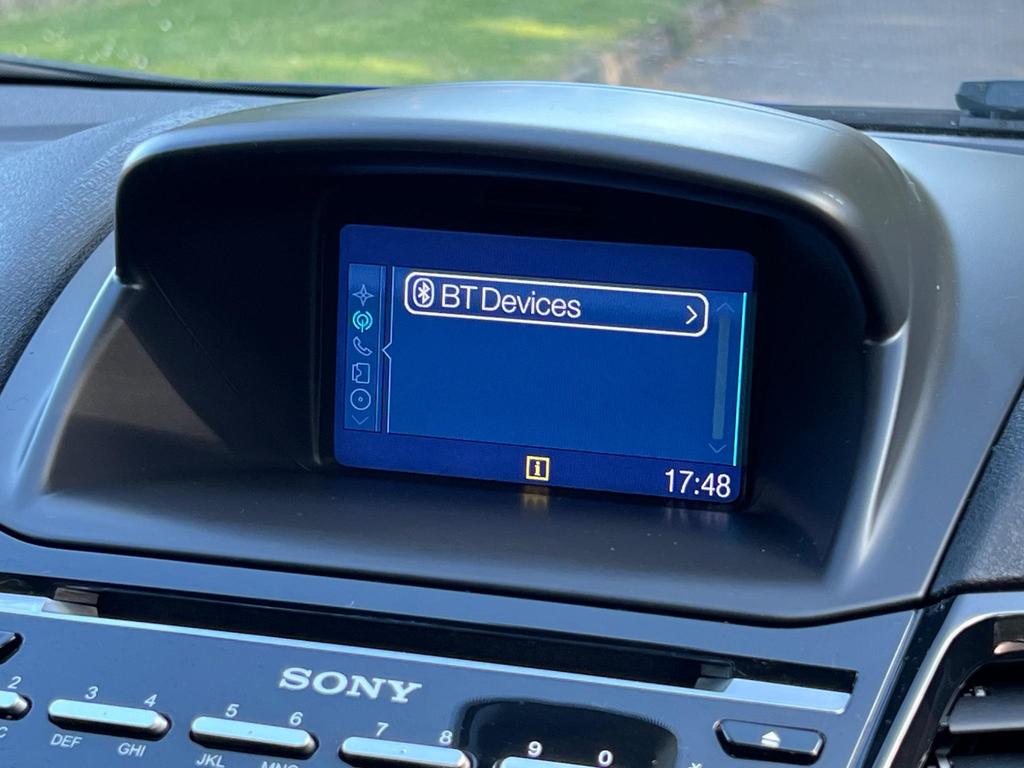 BT Devices
i
17:48
SONY
2 3 4 5 6 7 8 9 0
DEF GHI JKL